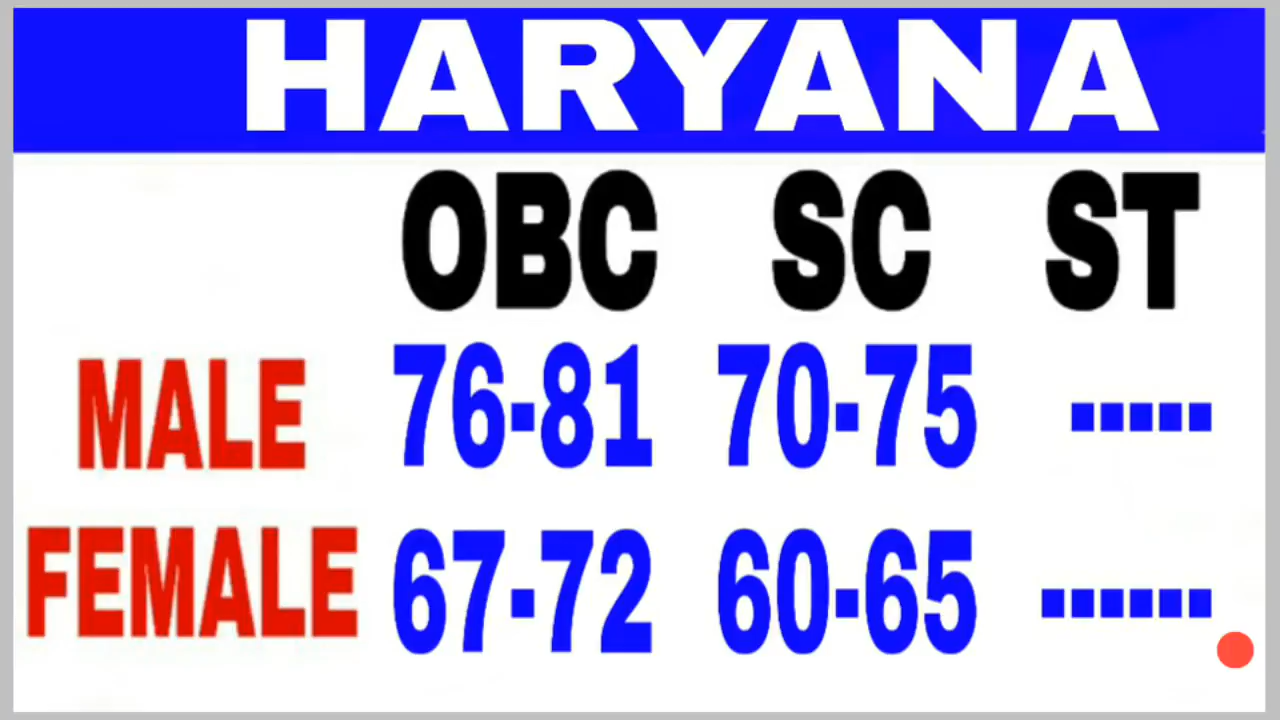 HARYANA
OBC SC ST
MALE 76-81 70-75 -----
FEMALE 67-72 60-65 ------